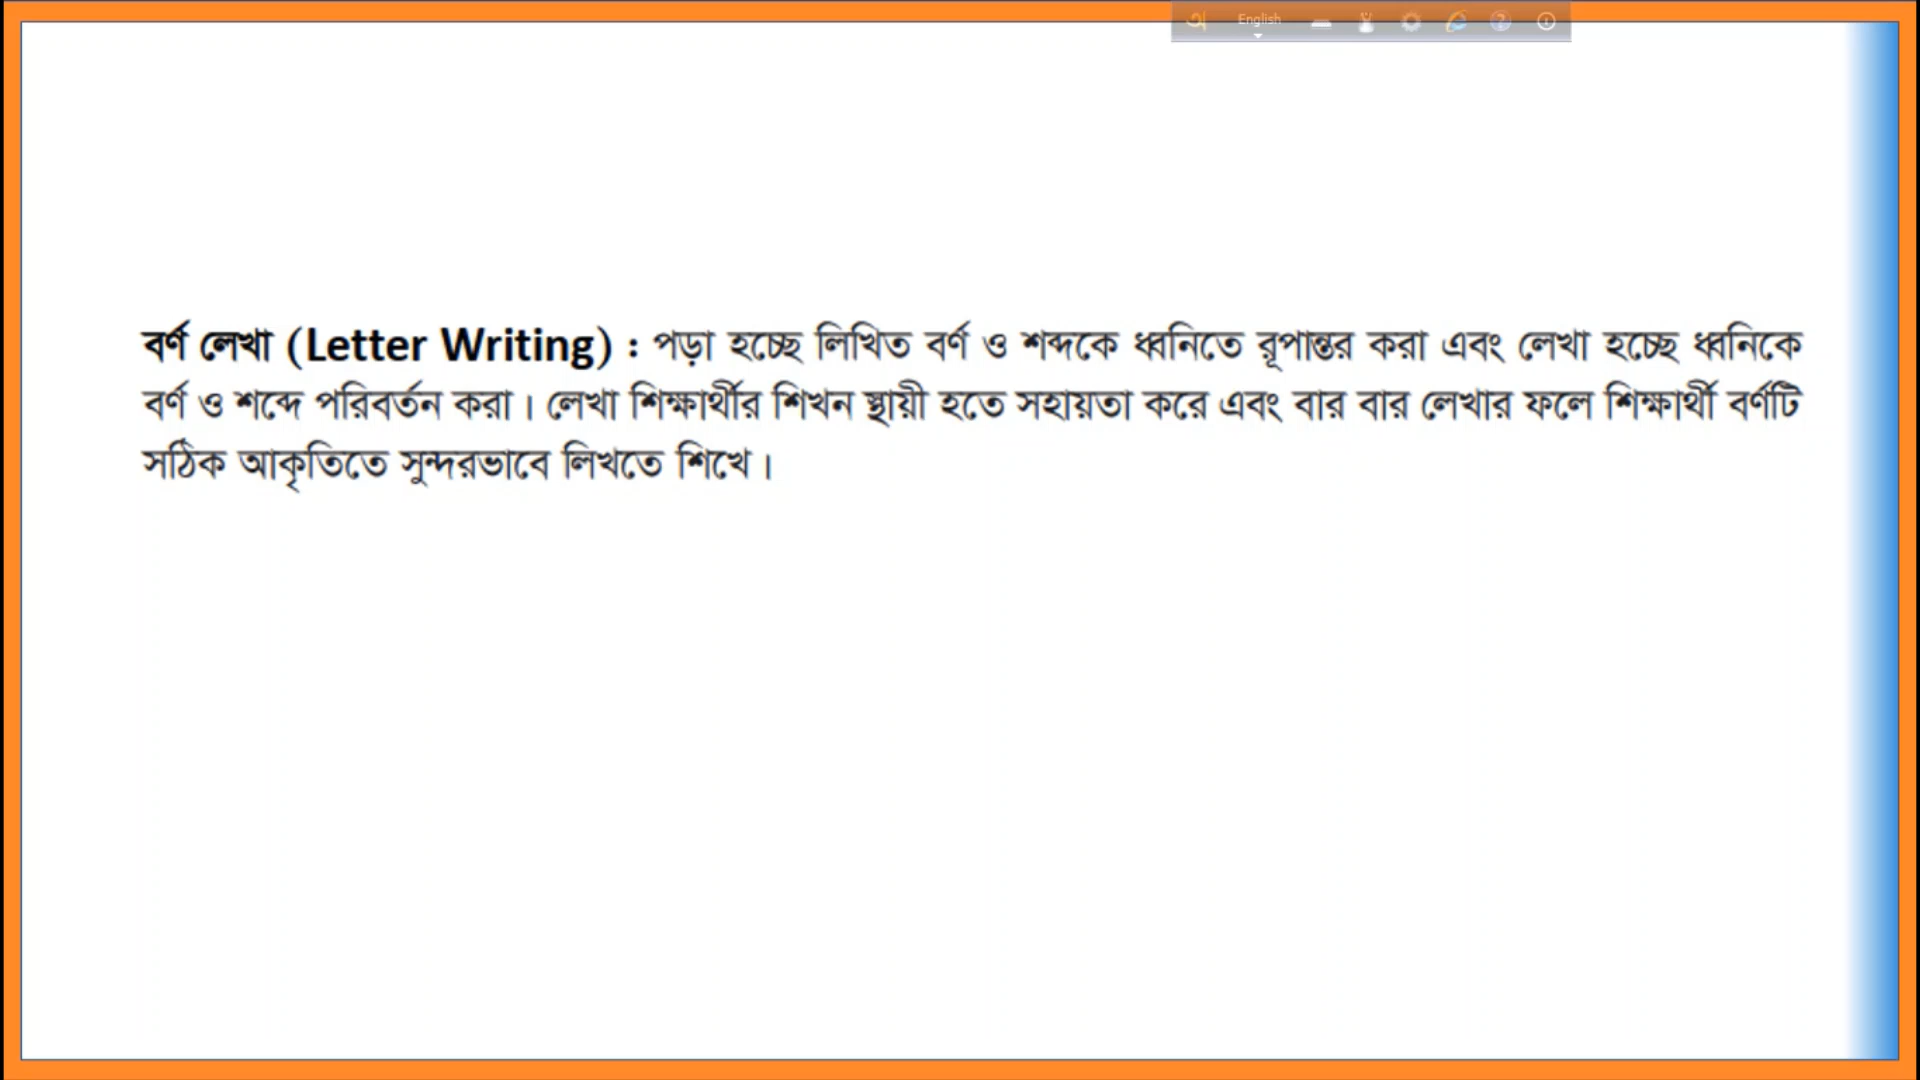 English
বর্ণ লেখা (Letter Writing) : পড়া হচ্ছে লিখিত বর্ণ ও শব্দকে ধ্বনিতে রূপান্তর করা এবং লেখা হচ্ছে ধ্বনিকে
বর্ণ ও শব্দে পরিবর্তন করা। লেখা শিক্ষার্থীর শিখন স্থায়ী হতে সহায়তা করে এবং বার বার লেখার ফলে শিক্ষার্থী বর্ণটি
সঠিক আকৃতিতে সুন্দরভাবে লিখতে শিখে।